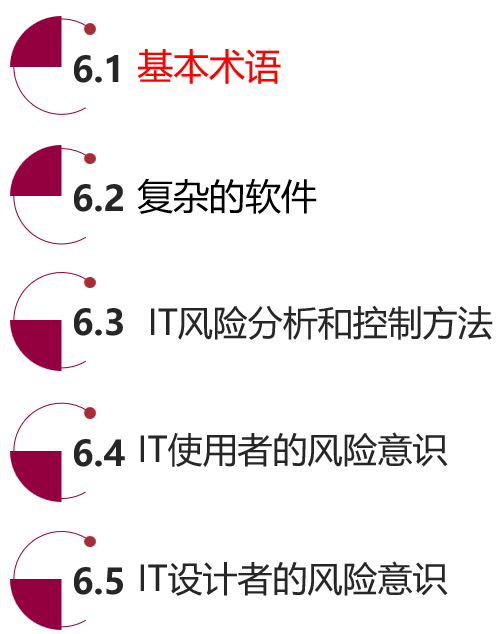 6.1 基本术语
6.2 复杂的软件
6.3 IT风险分析和控制方法
6.4 IT使用者的风险意识
6.5 IT设计者的风险意识